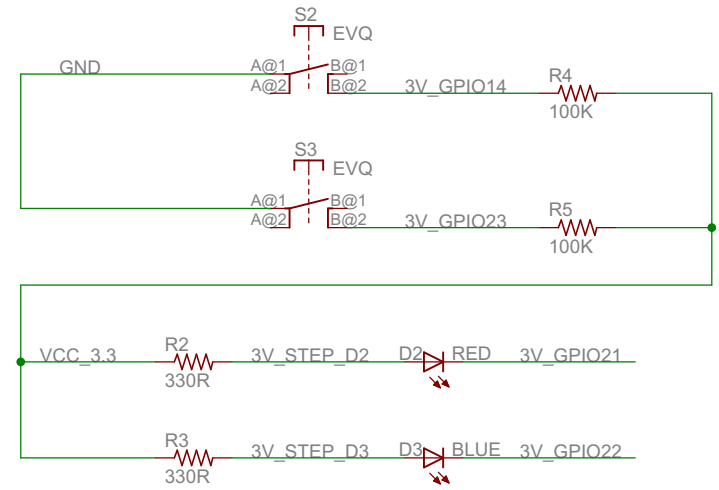 S2
EVQ
GND
A@1
B@1
A@2
B@2
3V_GPIO14
R4
100K
S3
EVQ
A@1
B@1
A@2
B@2
3V_GPIO23
R5
100K
VCC_3.3
R2
330R
3V_STEP_D2
D2
RED
3V_GPIO21
R3
330R
3V_STEP_D3
D3
BLUE
3V_GPIO22